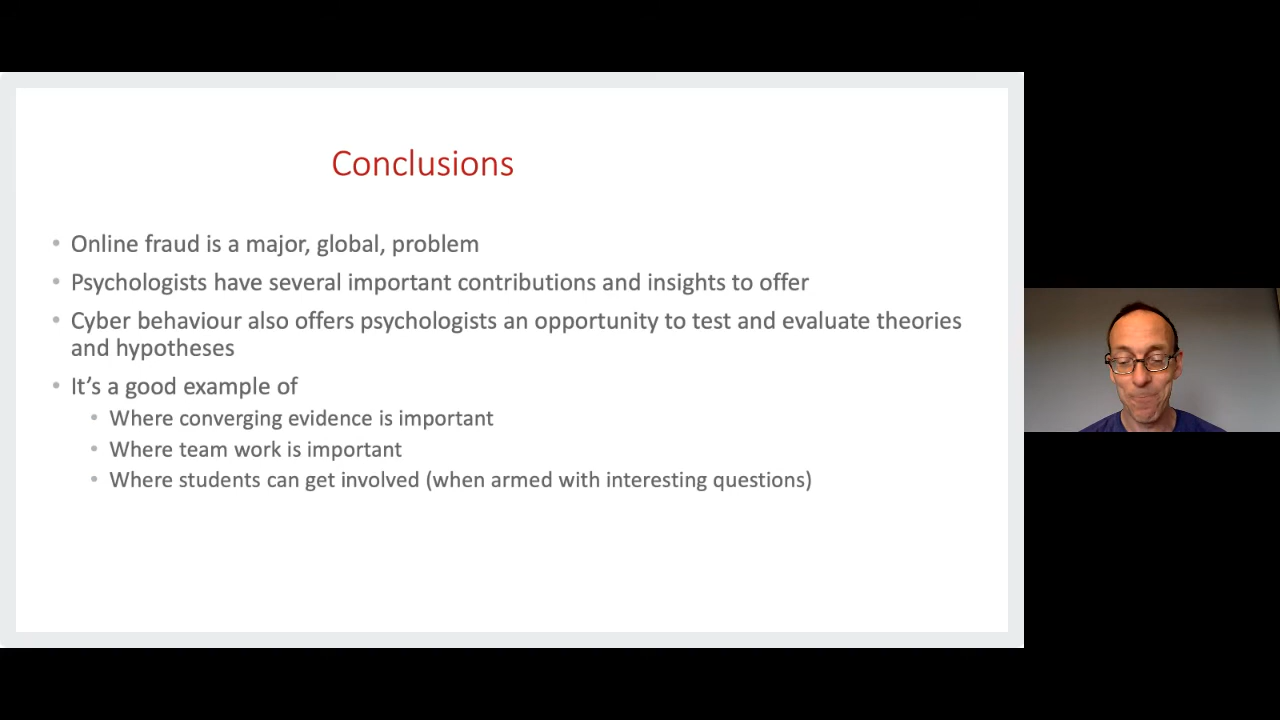 Conclusions
• Online fraud is a major, global, problem
• Psychologists have several important contributions and insights to offer
• Cyber behaviour also offers psychologists an opportunity to test and evaluate theories
and hypotheses
• It’s a good example of
• Where converging evidence is important
• Where team work is important
• Where students can get involved (when armed with interesting questions)